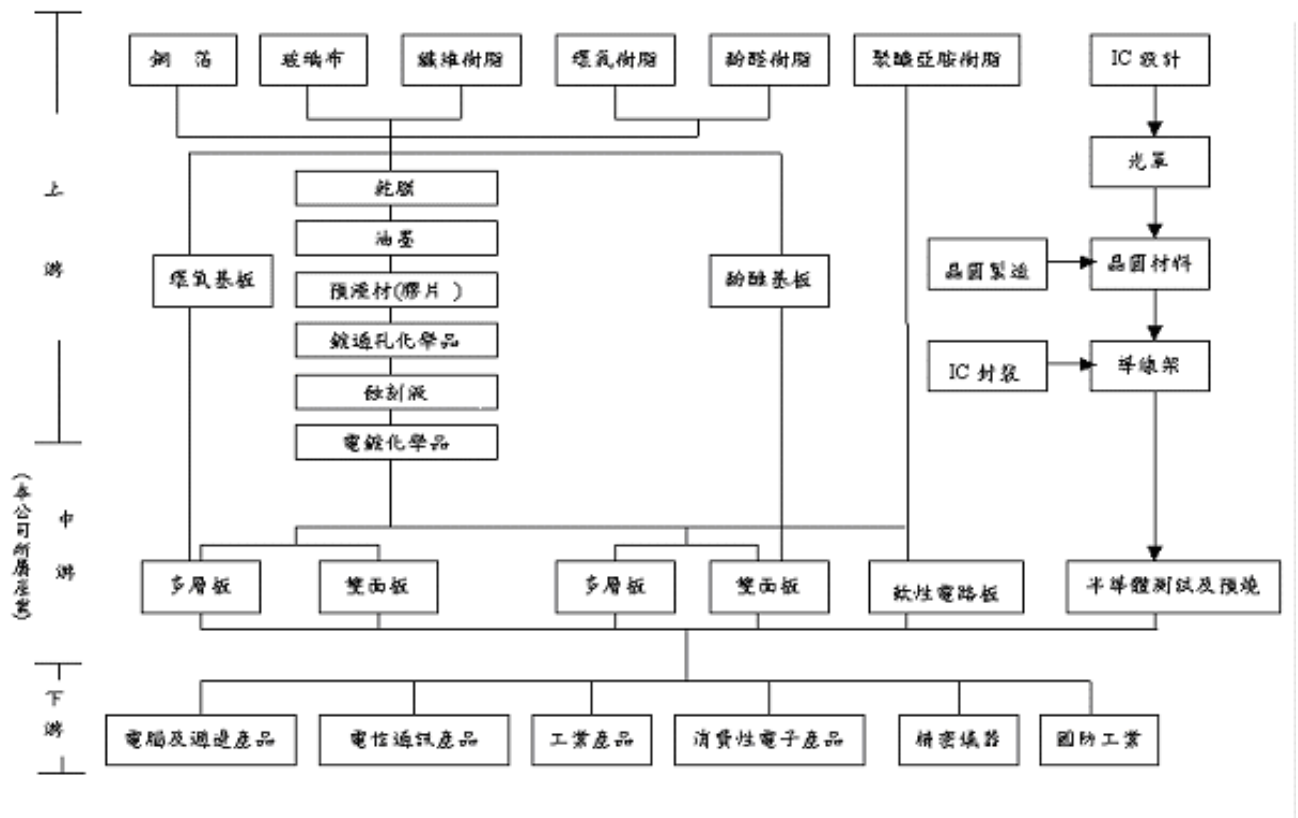 銅 箔
玻璃布
纖維樹脂
環氧樹脂
酚醛樹脂
聚醯亞胺樹脂
IC 設計
光罩
上
游
乾膜
油墨
環氧基板
預浸材(膠片 )
酚醛基板
晶圓製造
晶圓材料
鍍通孔化學品
IC 封裝
導線架
蝕刻液
電鍍化學品
(本公司所屬產業)
中
游
多層板
雙面板
多層板
雙面板
軟性電路板
半導體測試及預燒
下
游
電腦及週邊產品
電信通訊產品
工業產品
消費性電子產品
精密儀器
國防工業